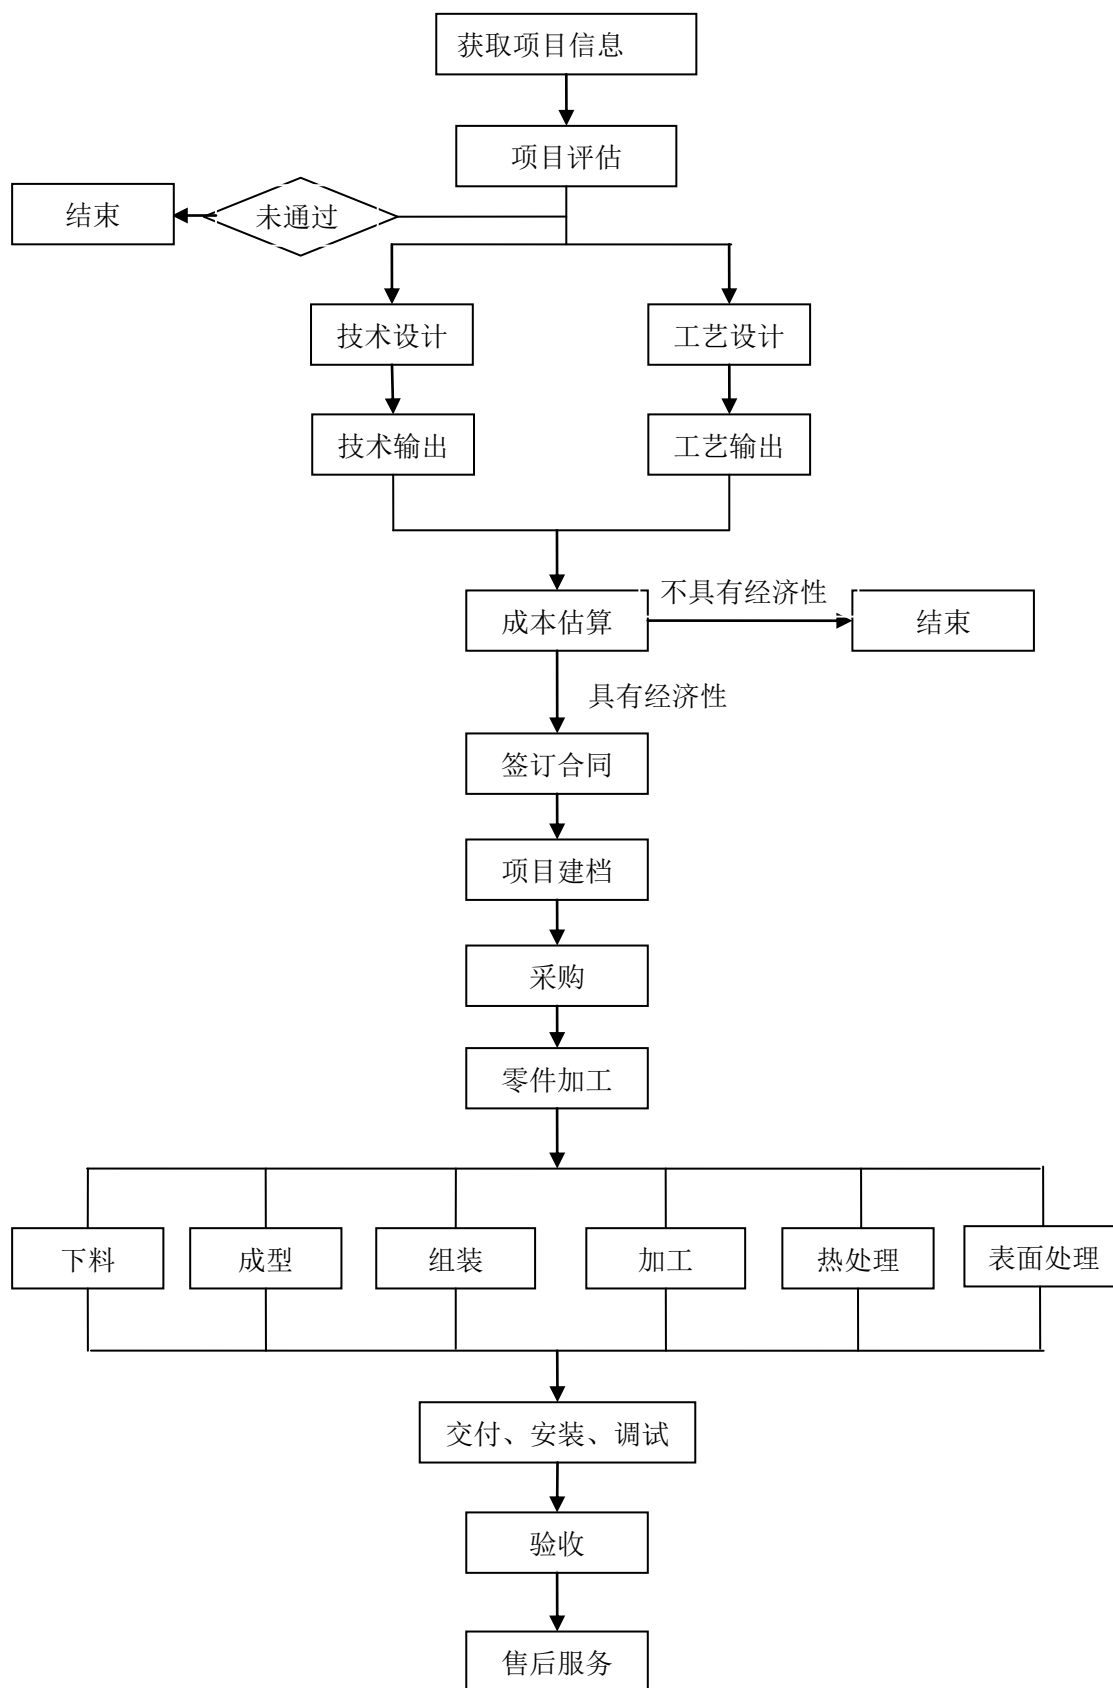 获取项目信息
项目评估
结束
未通过
技术设计
工艺设计
技术输出
工艺输出
成本估算
不具有经济性
结束
具有经济性
签订合同
项目建档
采购
零件加工
下料
成型
组装
加工
热处理
表面处理
交付、安装、调试
验收
售后服务